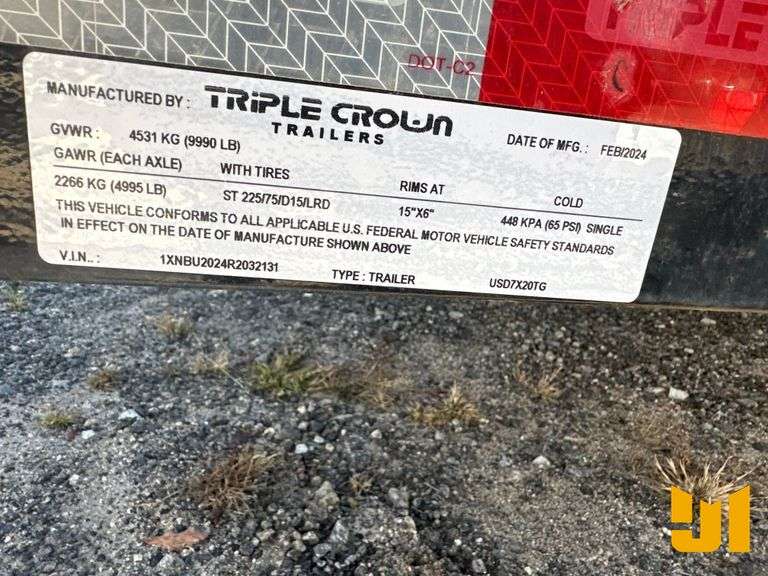 TRIPLE
DOT-C2
MANUFACTURED BY : TRIPLE CROWN TRAILERS DATE OF MFG. : FEB/2024
GVWR : 4531 KG (9990 LB)
GAWR (EACH AXLE) WITH TIRES RIMS AT COLD
2266 KG (4995 LB) ST 225/75/D15/LRD 15"X6" 448 KPA (65 PSI) SINGLE
THIS VEHICLE CONFORMS TO ALL APPLICABLE U.S. FEDERAL MOTOR VEHICLE SAFETY STANDARDS
IN EFFECT ON THE DATE OF MANUFACTURE SHOWN ABOVE
V.I.N.. : 1XNBU2024R2032131 TYPE : TRAILER USD7X20TG